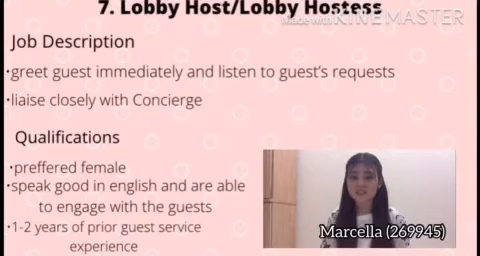 7. Lobby Host/Lobby Hostess
Made with KINEMASTER
Job Description
•greet guest immediately and listen to guest's requests
•liaise closely with Concierge
Qualifications
•preffered female
•speak good in english and are able
to engage with the guests
•1-2 years of prior guest service
experience
Marcella (269945)